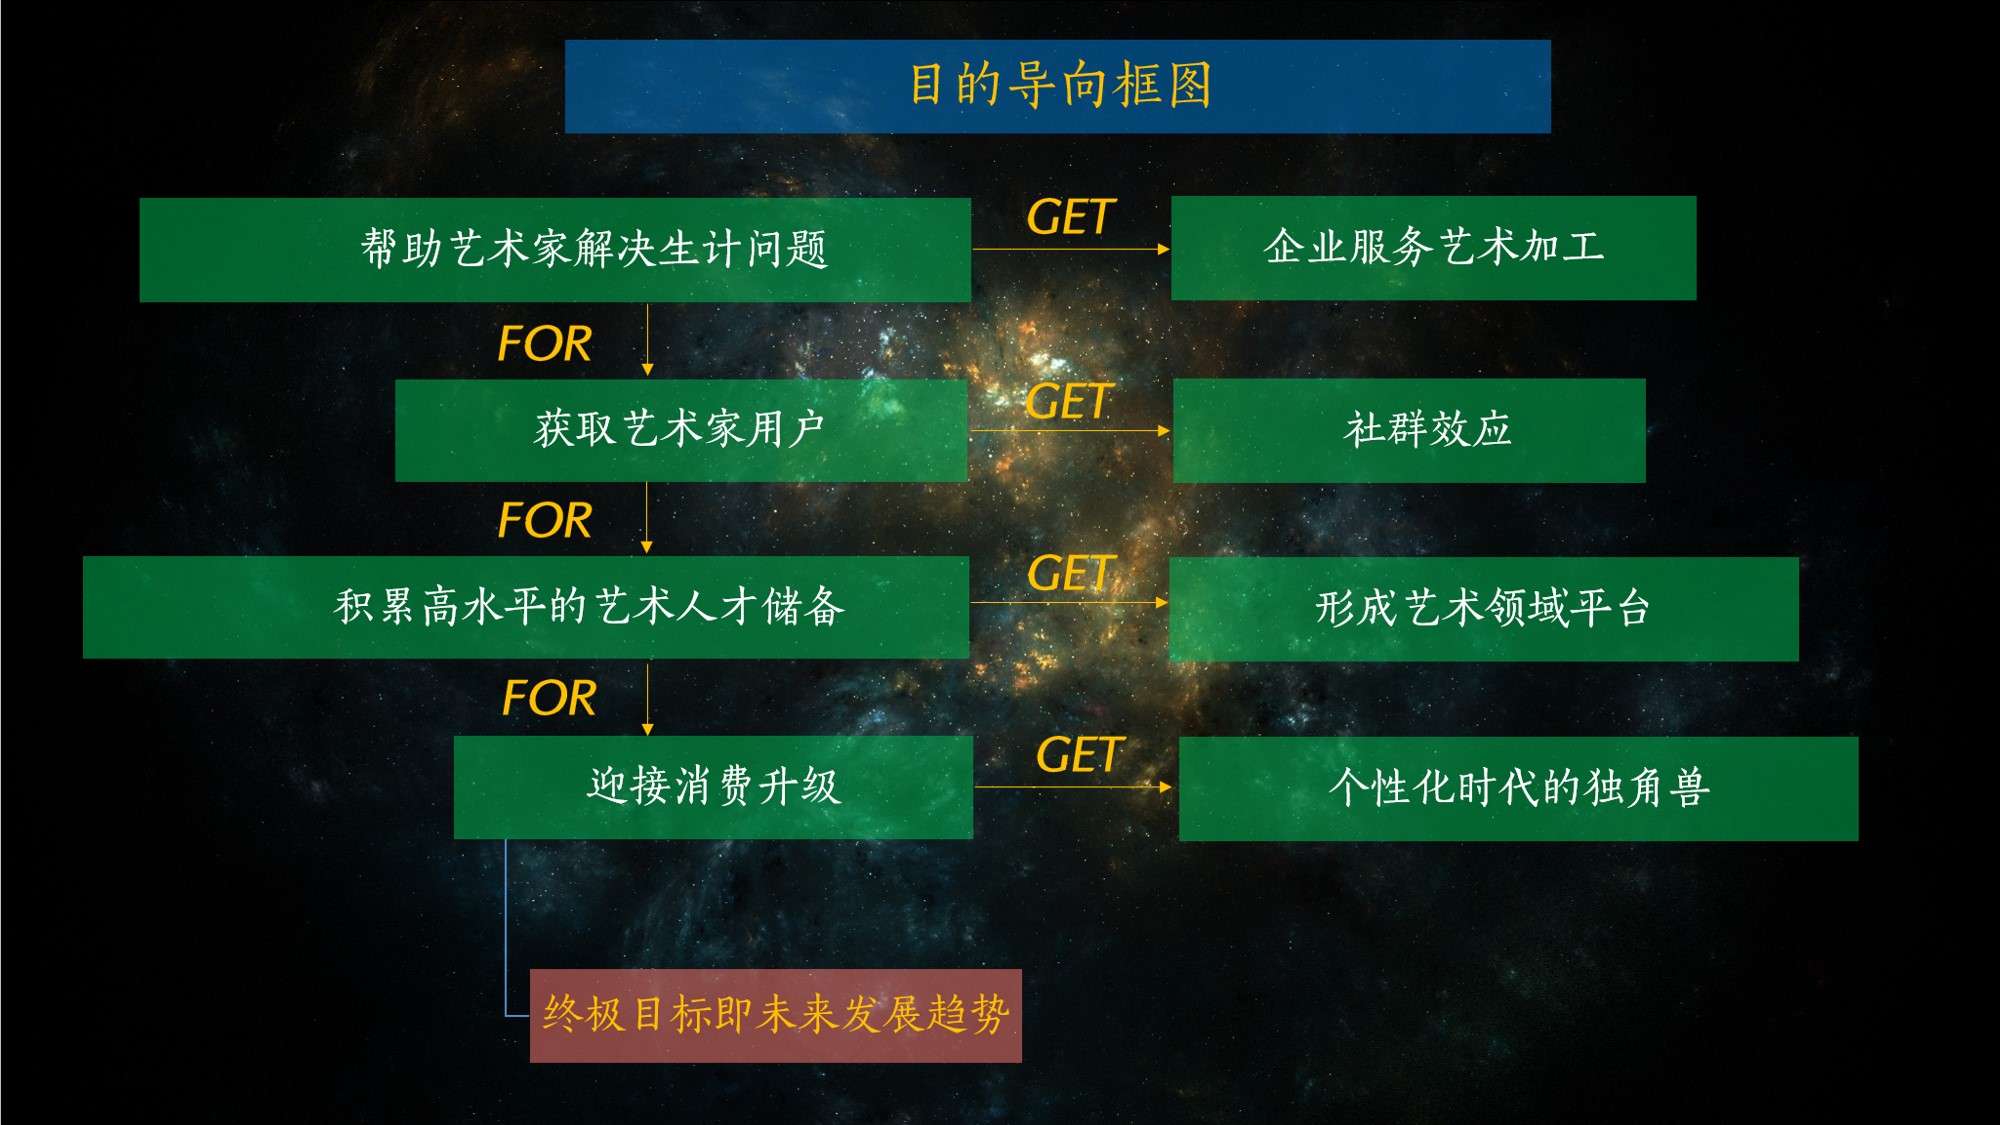 目的导向框图
帮助艺术家解决生计问题
GET
企业服务艺术加工
FOR
获取艺术家用户
GET
社群效应
FOR
积累高水平的艺术人才储备
GET
形成艺术领域平台
FOR
迎接消费升级
GET
个性化时代的独角兽
终极目标即未来发展趋势